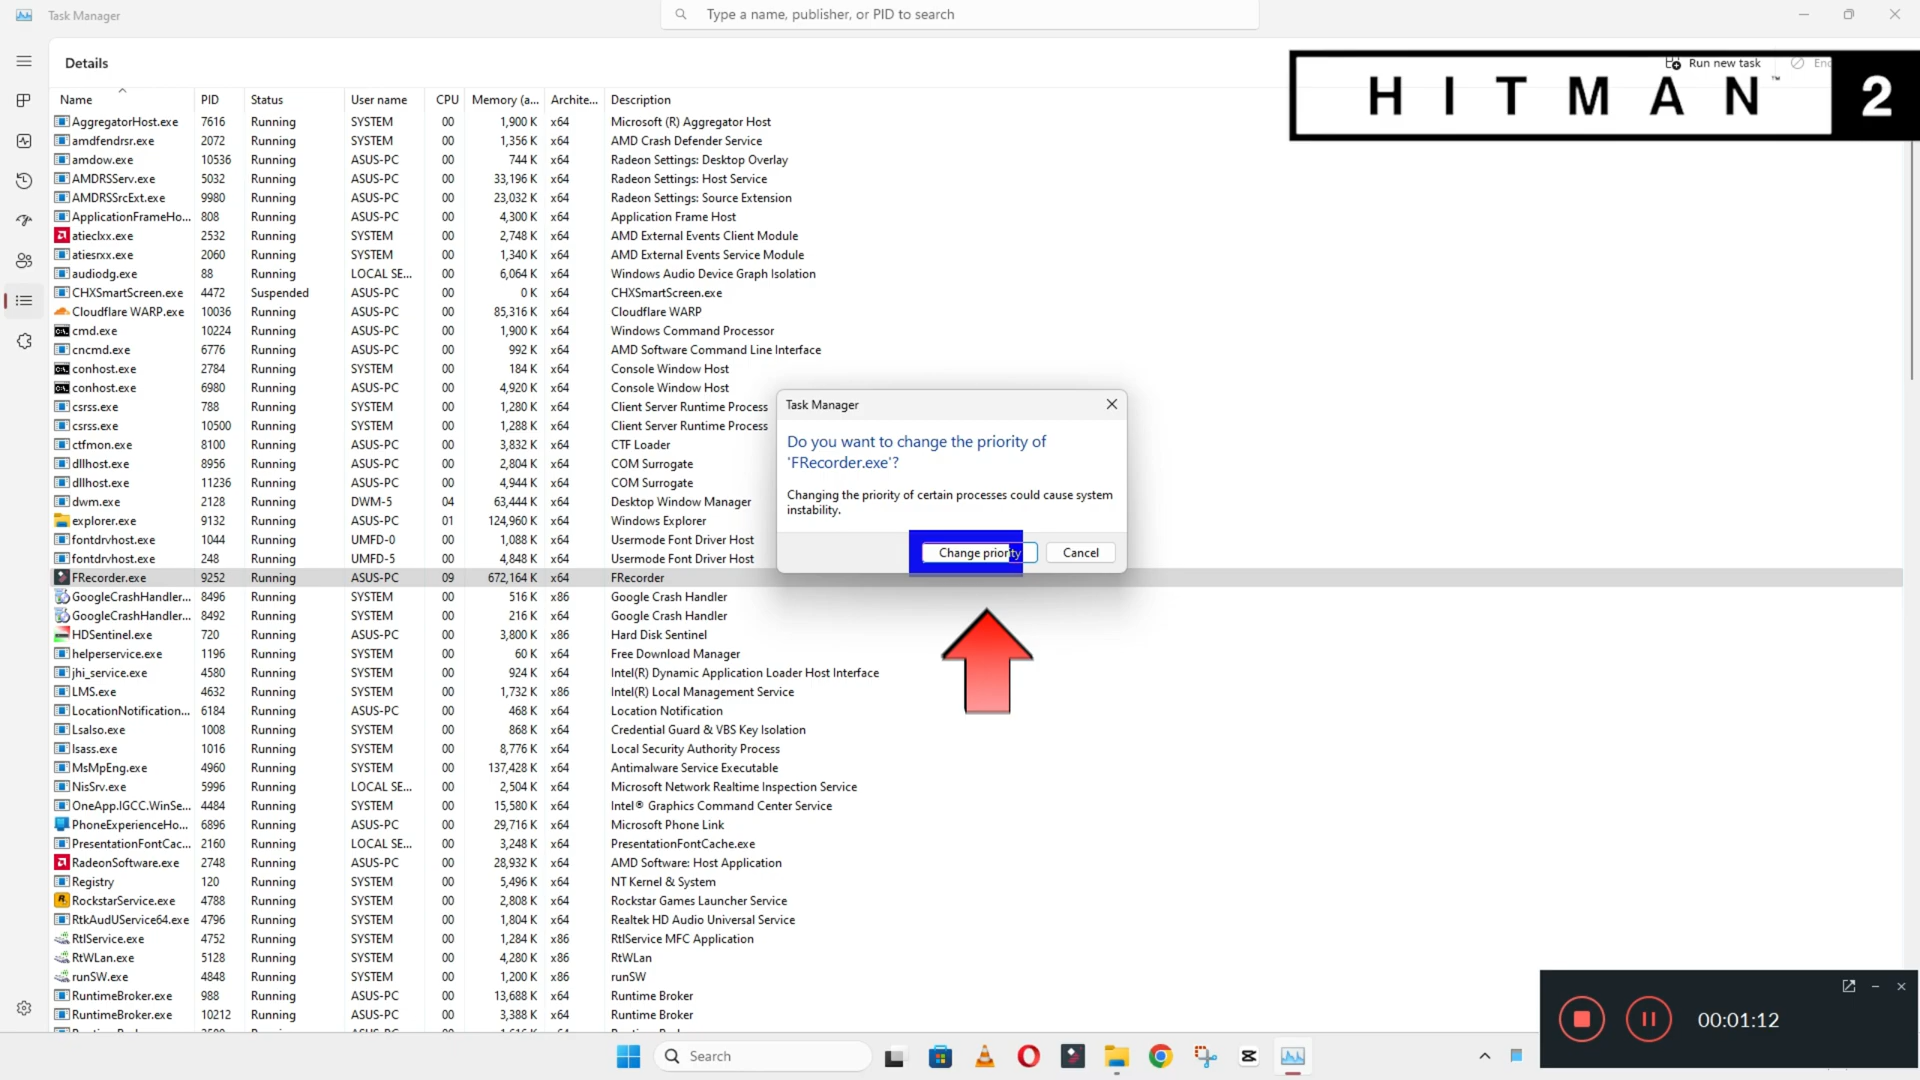 Task Manager
Type a name, publisher, or PID to search
Details
Run new task
HITMAN™ 2
Name PID Status User name CPU Memory (a... Archite... Description
AggregatorHost.exe 7616 Running SYSTEM 00 1,900 K x64 Microsoft (R) Aggregator Host
amdfendrsr.exe 2072 Running SYSTEM 00 1,356 K x64 AMD Crash Defender Service
amdow.exe 10536 Running ASUS-PC 00 744 K x64 Radeon Settings: Desktop Overlay
AMDRSServ.exe 5032 Running ASUS-PC 00 33,196 K x64 Radeon Settings: Host Service
AMDRSSrcExt.exe 9980 Running ASUS-PC 00 23,032 K x64 Radeon Settings: Source Extension
ApplicationFrameHo... 808 Running ASUS-PC 00 4,300 K x64 Application Frame Host
atieclxx.exe 2532 Running SYSTEM 00 2,748 K x64 AMD External Events Client Module
atiesrxx.exe 2060 Running SYSTEM 00 1,340 K x64 AMD External Events Service Module
audiodg.exe 88 Running LOCAL SE... 00 6,064 K x64 Windows Audio Device Graph Isolation
CHXSmartScreen.exe 4472 Suspended ASUS-PC 00 0 K x64 CHXSmartScreen.exe
Cloudflare WARP.exe 10036 Running ASUS-PC 00 85,316 K x64 Cloudflare WARP
cmd.exe 10224 Running ASUS-PC 00 1,900 K x64 Windows Command Processor
cncmd.exe 6776 Running ASUS-PC 00 992 K x64 AMD Software Command Line Interface
conhost.exe 2784 Running SYSTEM 00 184 K x64 Console Window Host
conhost.exe 6980 Running ASUS-PC 00 4,920 K x64 Console Window Host
csrss.exe 788 Running SYSTEM 00 1,280 K x64 Client Server Runtime Process
csrss.exe 10500 Running SYSTEM 00 1,288 K x64 Client Server Runtime Process
ctfmon.exe 8100 Running ASUS-PC 00 3,832 K x64 CTF Loader
dllhost.exe 8956 Running ASUS-PC 00 2,804 K x64 COM Surrogate
dllhost.exe 11236 Running ASUS-PC 00 4,944 K x64 COM Surrogate
dwm.exe 2128 Running DWM-5 04 63,444 K x64 Desktop Window Manager
explorer.exe 9132 Running ASUS-PC 01 124,960 K x64 Windows Explorer
fontdrvhost.exe 1044 Running UMFD-0 00 1,088 K x64 Usermode Font Driver Host
fontdrvhost.exe 248 Running UMFD-5 00 4,848 K x64 Usermode Font Driver Host
FRecorder.exe 9252 Running ASUS-PC 09 672,164 K x64 FRecorder
GoogleCrashHandler... 8496 Running SYSTEM 00 516 K x86 Google Crash Handler
GoogleCrashHandler... 8492 Running SYSTEM 00 216 K x64 Google Crash Handler
HDSentinel.exe 720 Running ASUS-PC 00 3,800 K x86 Hard Disk Sentinel
helperservice.exe 1196 Running SYSTEM 00 60 K x64 Free Download Manager
jhi_service.exe 4580 Running SYSTEM 00 924 K x64 Intel(R) Dynamic Application Loader Host Interface
LMS.exe 4632 Running SYSTEM 00 1,732 K x86 Intel(R) Local Management Service
LocationNotification... 6184 Running ASUS-PC 00 468 K x64 Location Notification
LsaIso.exe 1008 Running SYSTEM 00 868 K x64 Credential Guard & VBS Key Isolation
lsass.exe 1016 Running SYSTEM 00 8,776 K x64 Local Security Authority Process
MsMpEng.exe 4960 Running SYSTEM 00 137,428 K x64 Antimalware Service Executable
NisSrv.exe 5996 Running LOCAL SE... 00 2,504 K x64 Microsoft Network Realtime Inspection Service
OneApp.IGCC.WinSe... 4484 Running SYSTEM 00 15,580 K x64 Intel® Graphics Command Center Service
PhoneExperienceHo... 6896 Running ASUS-PC 00 29,716 K x64 Microsoft Phone Link
PresentationFontCac... 2160 Running LOCAL SE... 00 3,248 K x64 PresentationFontCache.exe
RadeonSoftware.exe 2748 Running ASUS-PC 00 28,932 K x64 AMD Software: Host Application
Registry 120 Running SYSTEM 00 5,496 K x64 NT Kernel & System
RockstarService.exe 4788 Running SYSTEM 00 2,808 K x64 Rockstar Games Launcher Service
RtkAudUService64.exe 4796 Running SYSTEM 00 1,804 K x64 Realtek HD Audio Universal Service
RtlService.exe 4752 Running SYSTEM 00 1,284 K x86 RtlService MFC Application
RtWLan.exe 5128 Running SYSTEM 00 4,280 K x86 RtWLan
runSW.exe 4848 Running SYSTEM 00 1,200 K x86 runSW
RuntimeBroker.exe 988 Running ASUS-PC 00 13,688 K x64 Runtime Broker
RuntimeBroker.exe 10212 Running ASUS-PC 00 3,388 K x64 Runtime Broker
Task Manager
Do you want to change the priority of
'FRecorder.exe'?
Changing the priority of certain processes could cause system
instability.
Change priority Cancel
00:01:12
Search